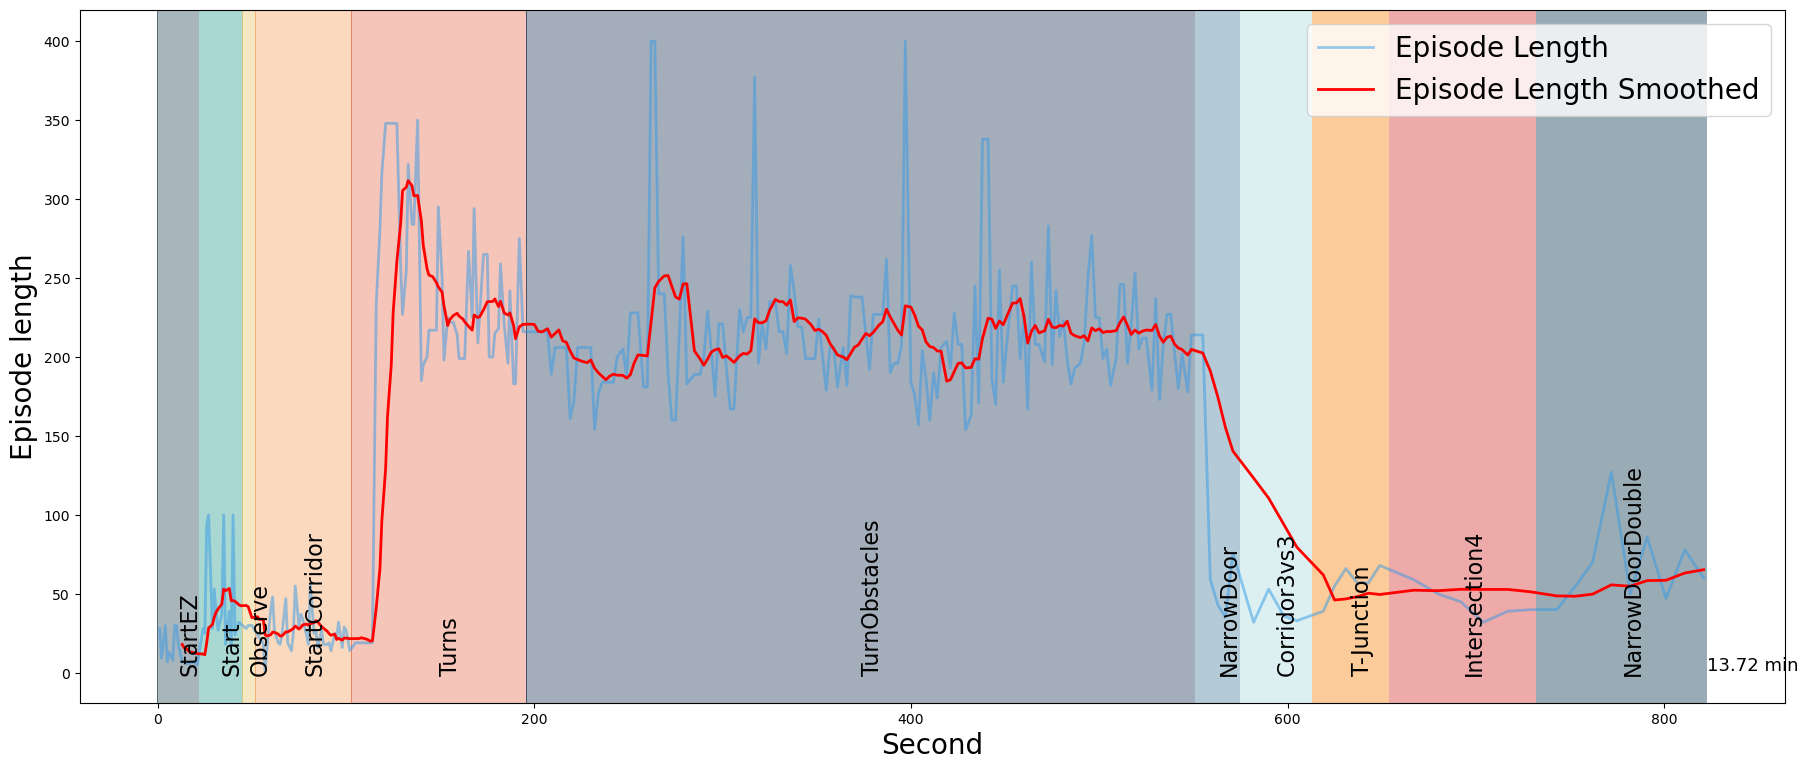 Episode Length
Episode Length Smoothed
Episode length
400
350
300
250
200
150
100
50
0
StartEZ
Start
Observe
StartCorridor
Turns
TurnObstacles
NarrowDoor
Corridor3vs3
T-Junction
Intersection4
NarrowDoorDouble
13.72 min
0
200
400
600
800
Second